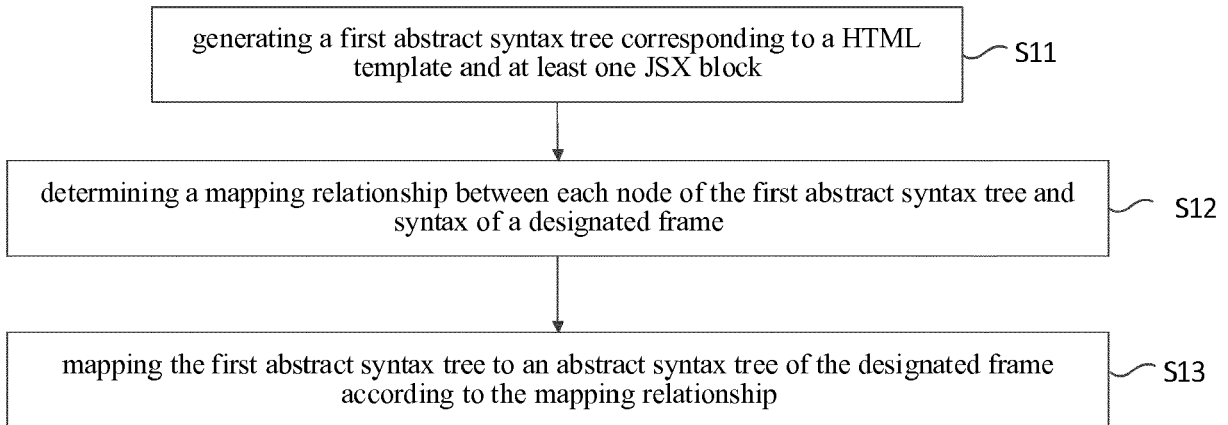 generating a first abstract syntax tree corresponding to a HTML
template and at least one JSX block
S11
determining a mapping relationship between each node of the first abstract syntax tree and
syntax of a designated frame
S12
mapping the first abstract syntax tree to an abstract syntax tree of the designated frame
according to the mapping relationship
S13